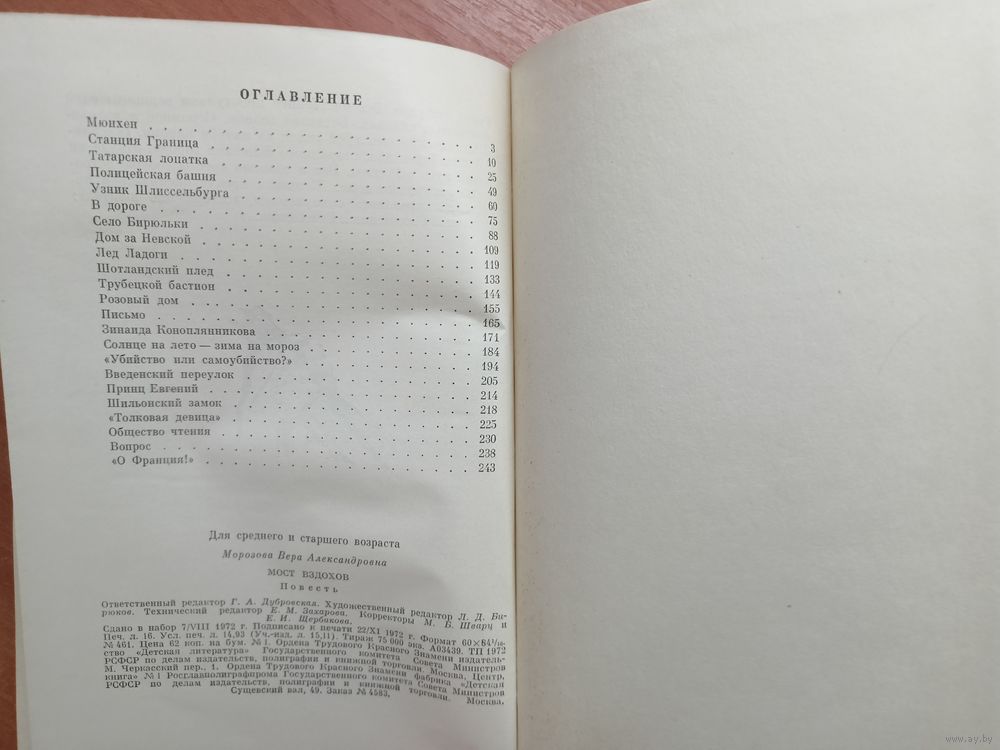 ОГЛАВЛЕНИЕ
Мюнхен . . . 3
Станция Граница . . . 10
Татарская лопатка . . . 25
Полицейская башня . . . 49
Узник Шлиссельбурга . . . 60
В дороге . . . 75
Село Бирюльки . . . 88
Дом за Невской . . . 109
Лед Ладоги . . . 119
Шотландский плед . . . 133
Трубецкой бастион . . . 144
Розовый дом . . . 155
Письмо . . . 165
Зинаида Коноплянникова . . . 171
Солнце на лето — зима на мороз . . . 184
«Убийство или самоубийство?» . . . 194
Введенский переулок . . . 205
Принц Евгений . . . 214
Шильонский замок . . . 218
«Толковая девица» . . . 225
Общество чтения . . . 230
Вопрос . . . 238
«О Франция!» . . . 243
Для среднего и старшего возраста
Морозова Вера Александровна
МОСТ ВЗДОХОВ
Повесть
Ответственный редактор Г. А. Дубровская. Художественный редактор Л. Д. Би-
рюков. Технический редактор Е. М. Захарова. Корректоры М. Б. Шварц и
Е. И. Щербакова.
Сдано в набор 7/VIII 1972 г. Подписано к печати 22/XI 1972 г. Формат 60×84¹/₁₆
Печ. л. 16. Усл. печ. л. 14,93 (Уч.-изд. л. 15,11). Тираж 75 000 экз. А03439. ТП 1972
№ 461. Цена 62 коп. на бум. № 1. Ордена Трудового Красного Знамени издатель-
ство «Детская литература» Государственного комитета Совета Министров
РСФСР по делам издательств, полиграфии и книжной торговли. Москва, Центр,
М. Черкасский пер., 1. Ордена Трудового Красного Знамени фабрика «Детская
книга» № 1 Росглавполиграфпрома Государственного комитета Совета Министров
РСФСР по делам издательств, полиграфии и книжной торговли. Москва,
Сущевский вал, 49. Заказ № 4583.
www.ay.by